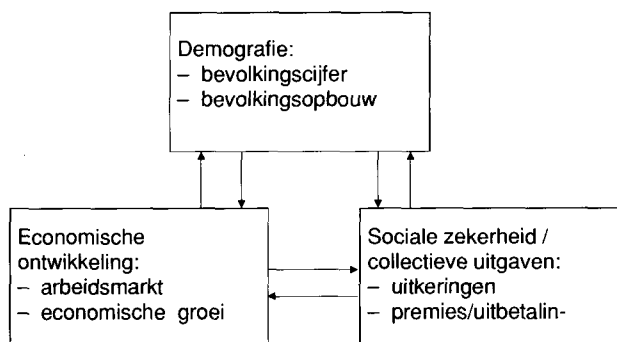 Demografie:
– bevolkingscijfer
– bevolkingsopbouw
Economische
ontwikkeling:
– arbeidsmarkt
– economische groei
Sociale zekerheid /
collectieve uitgaven:
– uitkeringen
– premies/uitbetalin-